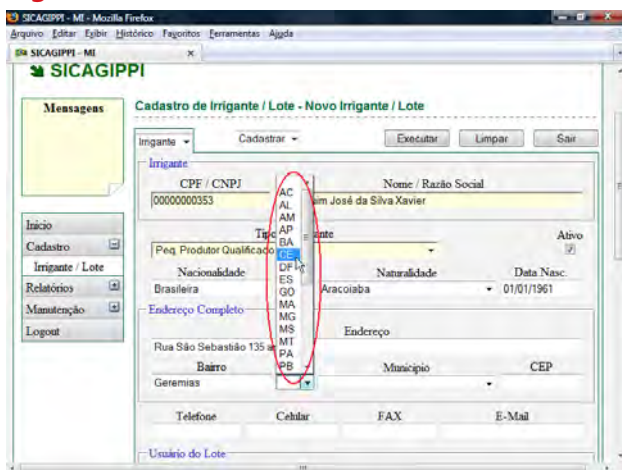 SICAGIPPI - MI - Mozilla Firefox
Arquivo Editar Exibir Histórico Favoritos Ferramentas Ajuda
SICAGIPPI - MI
SICAGIPPI
Mensagens
Início
Cadastro
Irrigante / Lote
Relatórios
Manutenção
Logout
Cadastro de Irrigante / Lote - Novo Irrigante / Lote
Irrigante Cadastrar Executar Limpar Sair
Irrigante
CPF / CNPJ Nome / Razão Social
00000000353 José da Silva Xavier
Ativo
Peq. Produtor Qualificado
Nacionalidade Naturalidade Data Nasc.
Brasileira Aracoiaba 01/01/1961
Endereço Completo
Endereço
Rua São Sebastião 135
Bairro Município CEP
Geremias
AC
AL
AM
AP
BA
CE
DF
ES
GO
MA
MG
MS
MT
PA
PB
Telefone Celular FAX E-Mail
Usuário do Lote